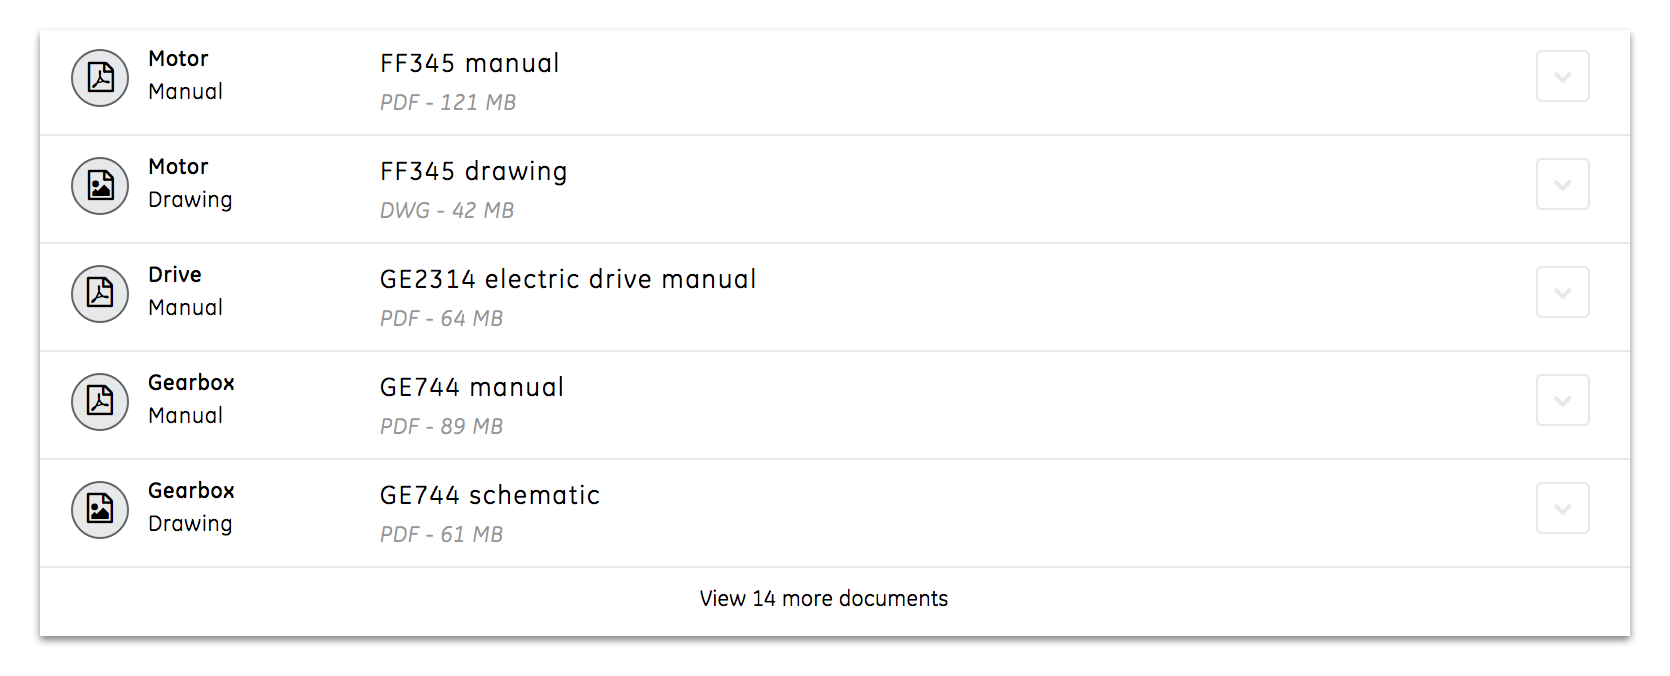 Motor
Manual
FF345 manual
PDF - 121 MB
Motor
Drawing
FF345 drawing
DWG - 42 MB
Drive
Manual
GE2314 electric drive manual
PDF - 64 MB
Gearbox
Manual
GE744 manual
PDF - 89 MB
Gearbox
Drawing
GE744 schematic
PDF - 61 MB
View 14 more documents